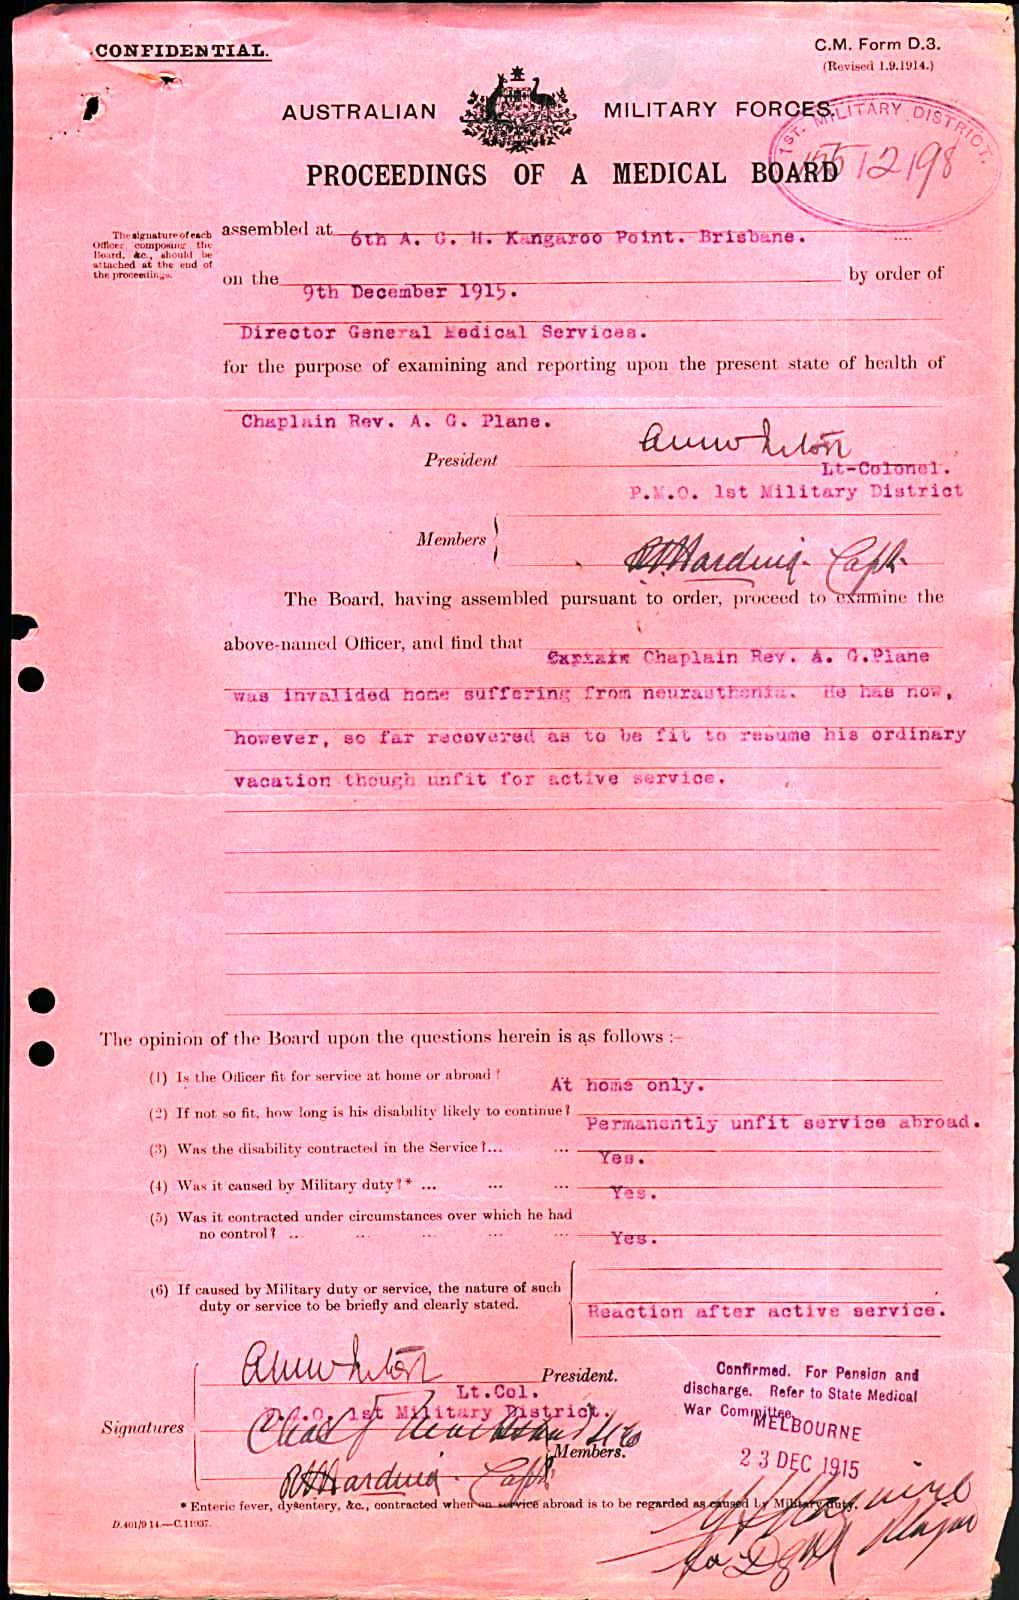 CONFIDENTIAL.
C.M. Form D.3.
(Revised 1.9.1914.)
AUSTRALIAN MILITARY FORCES.
1ST. MILITARY DISTRICT.
155/12/98
PROCEEDINGS OF A MEDICAL BOARD
The signature of each
Officer composing the
Board, &c., should be
attached at the end of
the proceedings.
assembled at 6th A. G. H. Kangaroo Point. Brisbane.
on the 9th December 1915. by order of
Director General Medical Services.
for the purpose of examining and reporting upon the present state of health of
Chaplain Rev. A. G. Plane.
President
Lt-Colonel.
P.M.O. 1st Military District
Members
Harding. Capt.
The Board, having assembled pursuant to order, proceed to examine the
above-named Officer, and find that Captain Chaplain Rev. A. G.Plane
was invalided home suffering from neurasthenia. He has now,
however, so far recovered as to be fit to resume his ordinary
vacation though unfit for active service.
The opinion of the Board upon the questions herein is as follows :—
(1) Is the Officer fit for service at home or abroad? At home only.
(2) If not so fit, how long is his disability likely to continue? Permanently unfit service abroad.
(3) Was the disability contracted in the Service?... ... Yes.
(4) Was it caused by Military duty?* ... ... ... Yes.
(5) Was it contracted under circumstances over which he had
no control? ... ... ... ... ... Yes.
(6) If caused by Military duty or service, the nature of such
duty or service to be briefly and clearly stated.
Reaction after active service.
President.
Lt.Col.
P.M.O. 1st Military District.
Signatures
Members.
Harding. Capt.
Confirmed. For Pension and
discharge. Refer to State Medical
War Committee.
MELBOURNE
23 DEC 1915
* Enteric fever, dysentery, &c., contracted when on service abroad is to be regarded as caused by Military duty.
D.401/9 14.—C.11937.
Major